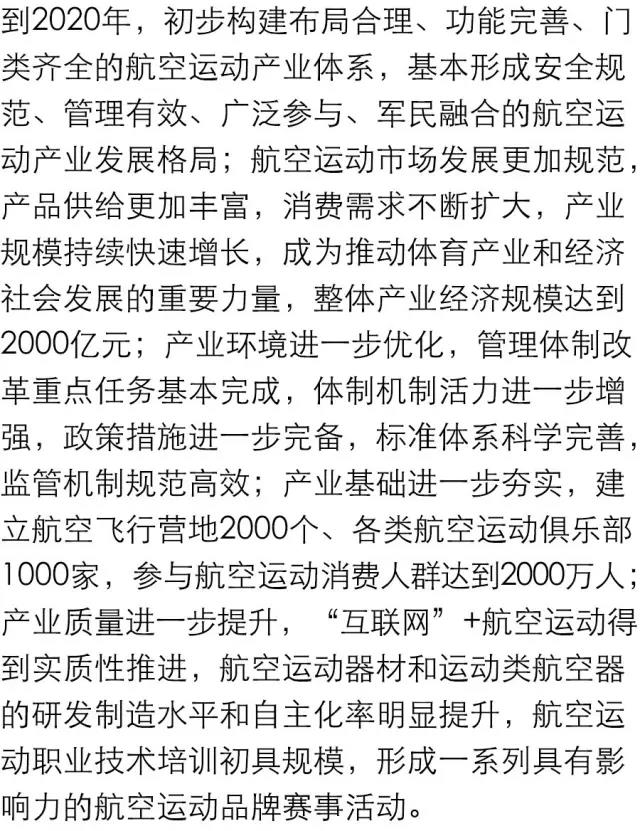 到2020年，初步构建布局合理、功能完善、门
类齐全的航空运动产业体系，基本形成安全规
范、管理有效、广泛参与、军民融合的航空运
动产业发展格局；航空运动市场发展更加规范，
产品供给更加丰富，消费需求不断扩大，产业
规模持续快速增长，成为推动体育产业和经济
社会发展的重要力量，整体产业经济规模达到
2000亿元；产业环境进一步优化，管理体制改
革重点任务基本完成，体制机制活力进一步增
强，政策措施进一步完备，标准体系科学完善，
监管机制规范高效；产业基础进一步夯实，建
立航空飞行营地2000个、各类航空运动俱乐部
1000家，参与航空运动消费人群达到2000万人；
产业质量进一步提升，“互联网”+航空运动得
到实质性推进，航空运动器材和运动类航空器
的研发制造水平和自主化率明显提升，航空运
动职业技术培训初具规模，形成一系列具有影
响力的航空运动品牌赛事活动。